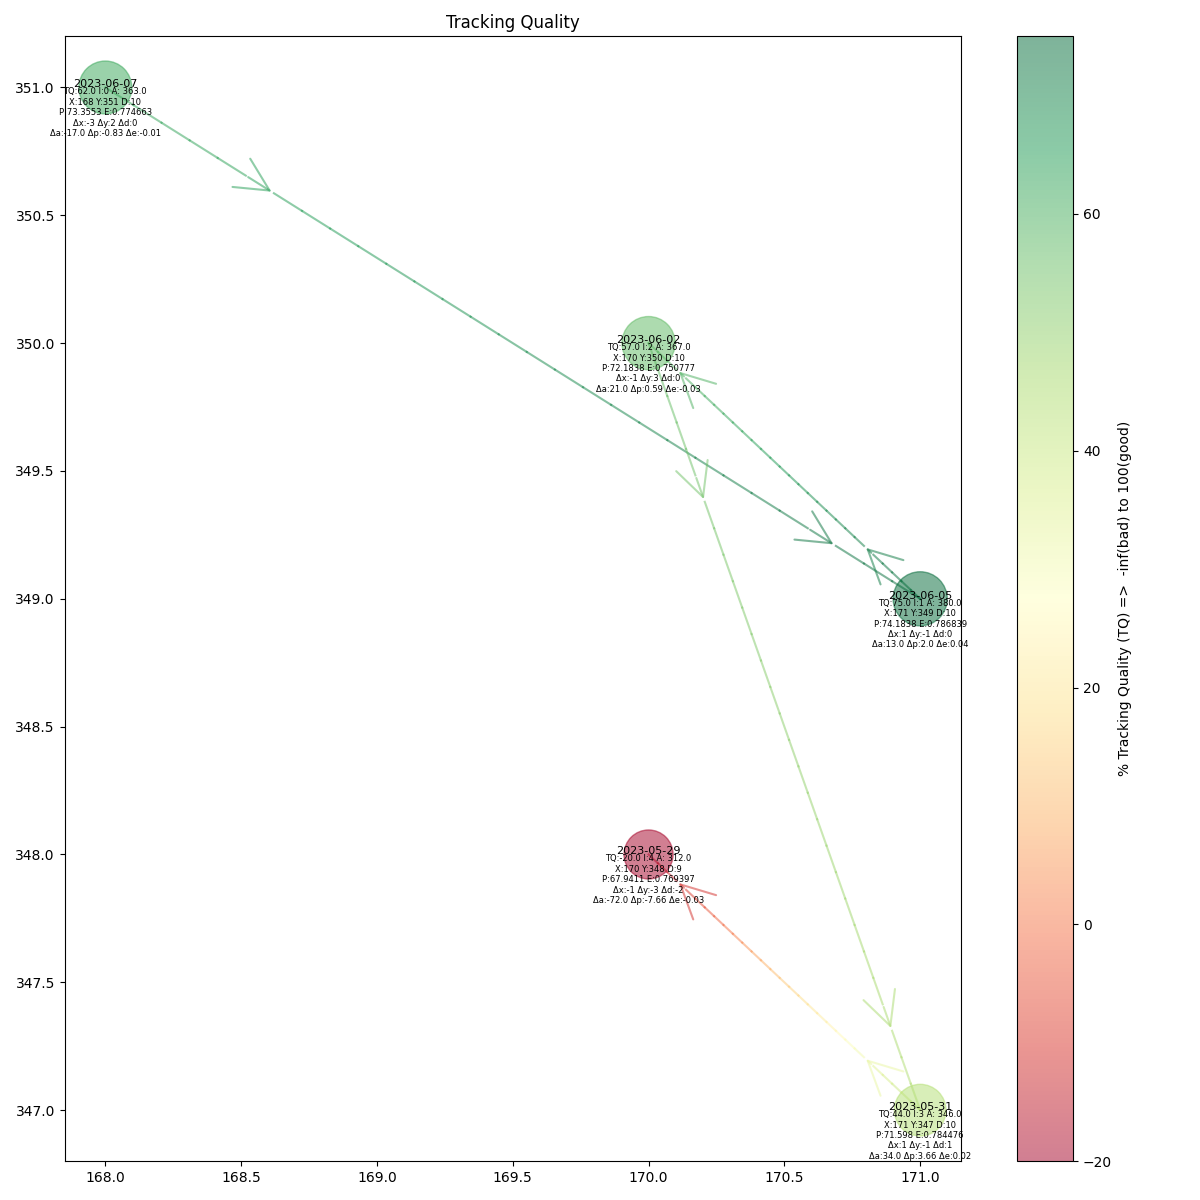 Tracking Quality
351.0
350.5
350.0
349.5
349.0
348.5
348.0
347.5
347.0
168.0
168.5
169.0
169.5
170.0
170.5
171.0
2023-06-07
TQ:62.0 I:0 A: 363.0
X:168 Y:351 D:10
P:73.3553 E:0.774663
Δx:-3 Δy:2 Δd:0
Δa:-17.0 Δp:-0.83 Δe:-0.01
2023-06-02
TQ:57.0 I:2 A: 367.0
X:170 Y:350 D:10
P:72.1838 E:0.750777
Δx:-1 Δy:3 Δd:0
Δa:21.0 Δp:0.59 Δe:-0.03
2023-06-05
TQ:75.0 I:1 A: 380.0
X:171 Y:349 D:10
P:74.1838 E:0.786839
Δx:1 Δy:-1 Δd:0
Δa:13.0 Δp:2.0 Δe:0.04
2023-05-29
TQ:-20.0 I:4 A: 312.0
X:170 Y:348 D:9
P:67.9411 E:0.769397
Δx:-1 Δy:-3 Δd:-2
Δa:-72.0 Δp:-7.66 Δe:-0.03
2023-05-31
TQ:44.0 I:3 A: 346.0
X:171 Y:347 D:10
P:71.598 E:0.784476
Δx:1 Δy:-1 Δd:1
Δa:34.0 Δp:3.66 Δe:0.02
60
40
20
0
−20
% Tracking Quality (TQ) => -inf(bad) to 100(good)